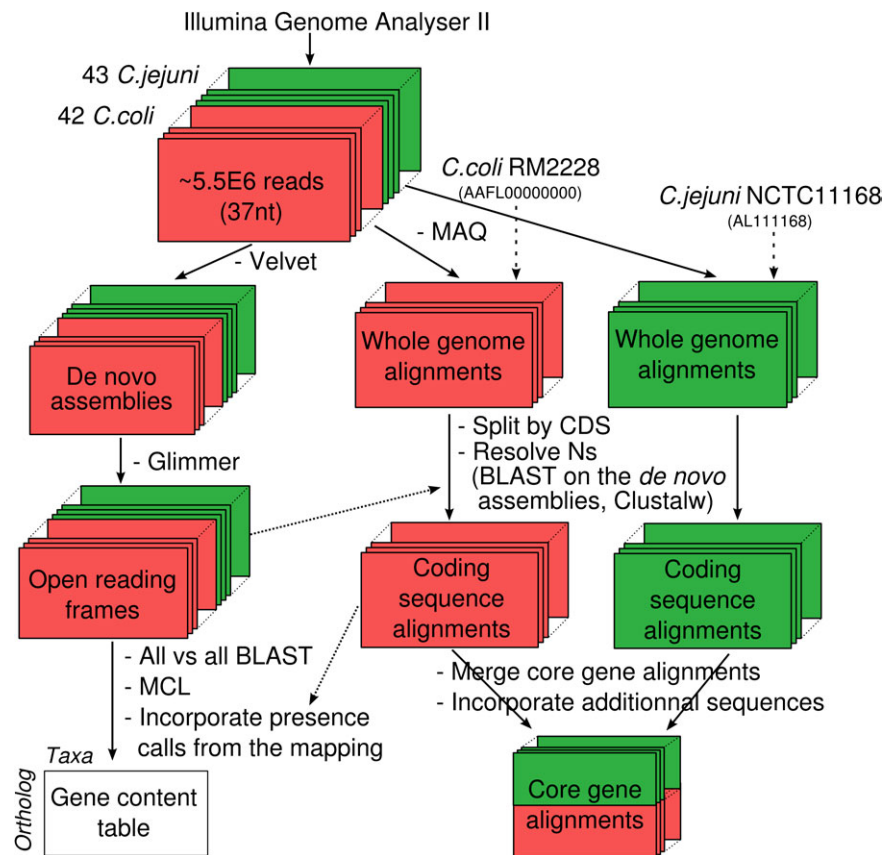 Illumina Genome Analyser II
43 C.jejuni
42 C.coli
~5.5E6 reads
(37nt)
C.coli RM2228
(AAFL00000000)
C.jejuni NCTC11168
(AL111168)
- Velvet
- MAQ
De novo
assemblies
Whole genome
alignments
Whole genome
alignments
- Glimmer
- Split by CDS
- Resolve Ns
(BLAST on the de novo
assemblies, Clustalw)
Open reading
frames
Coding
sequence
alignments
Coding
sequence
alignments
- All vs all BLAST
- MCL
- Incorporate presence
calls from the mapping
- Merge core gene alignments
- Incorporate additionnal sequences
Taxa
Ortholog
Gene content
table
Core gene
alignments